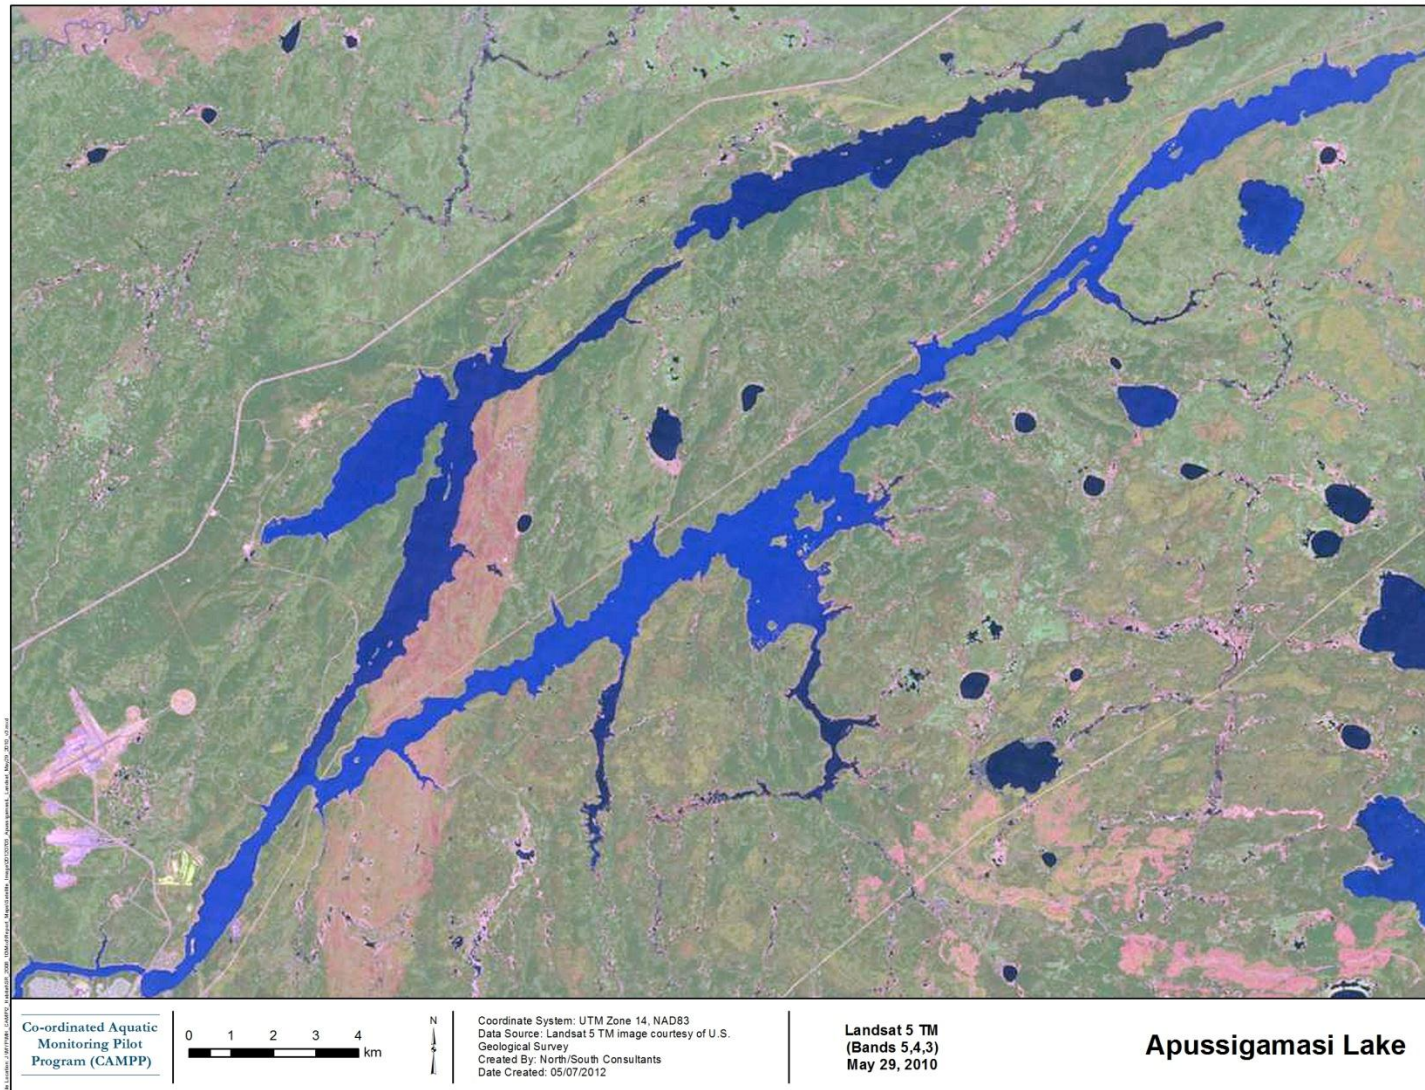 Co-ordinated Aquatic
Monitoring Pilot
Program (CAMPP)
0 1 2 3 4
km
N
Coordinate System: UTM Zone 14, NAD83
Data Source: Landsat 5 TM image courtesy of U.S.
Geological Survey
Created By: North/South Consultants
Date Created: 05/07/2012
Landsat 5 TM
(Bands 5,4,3)
May 29, 2010
Apussigamasi Lake